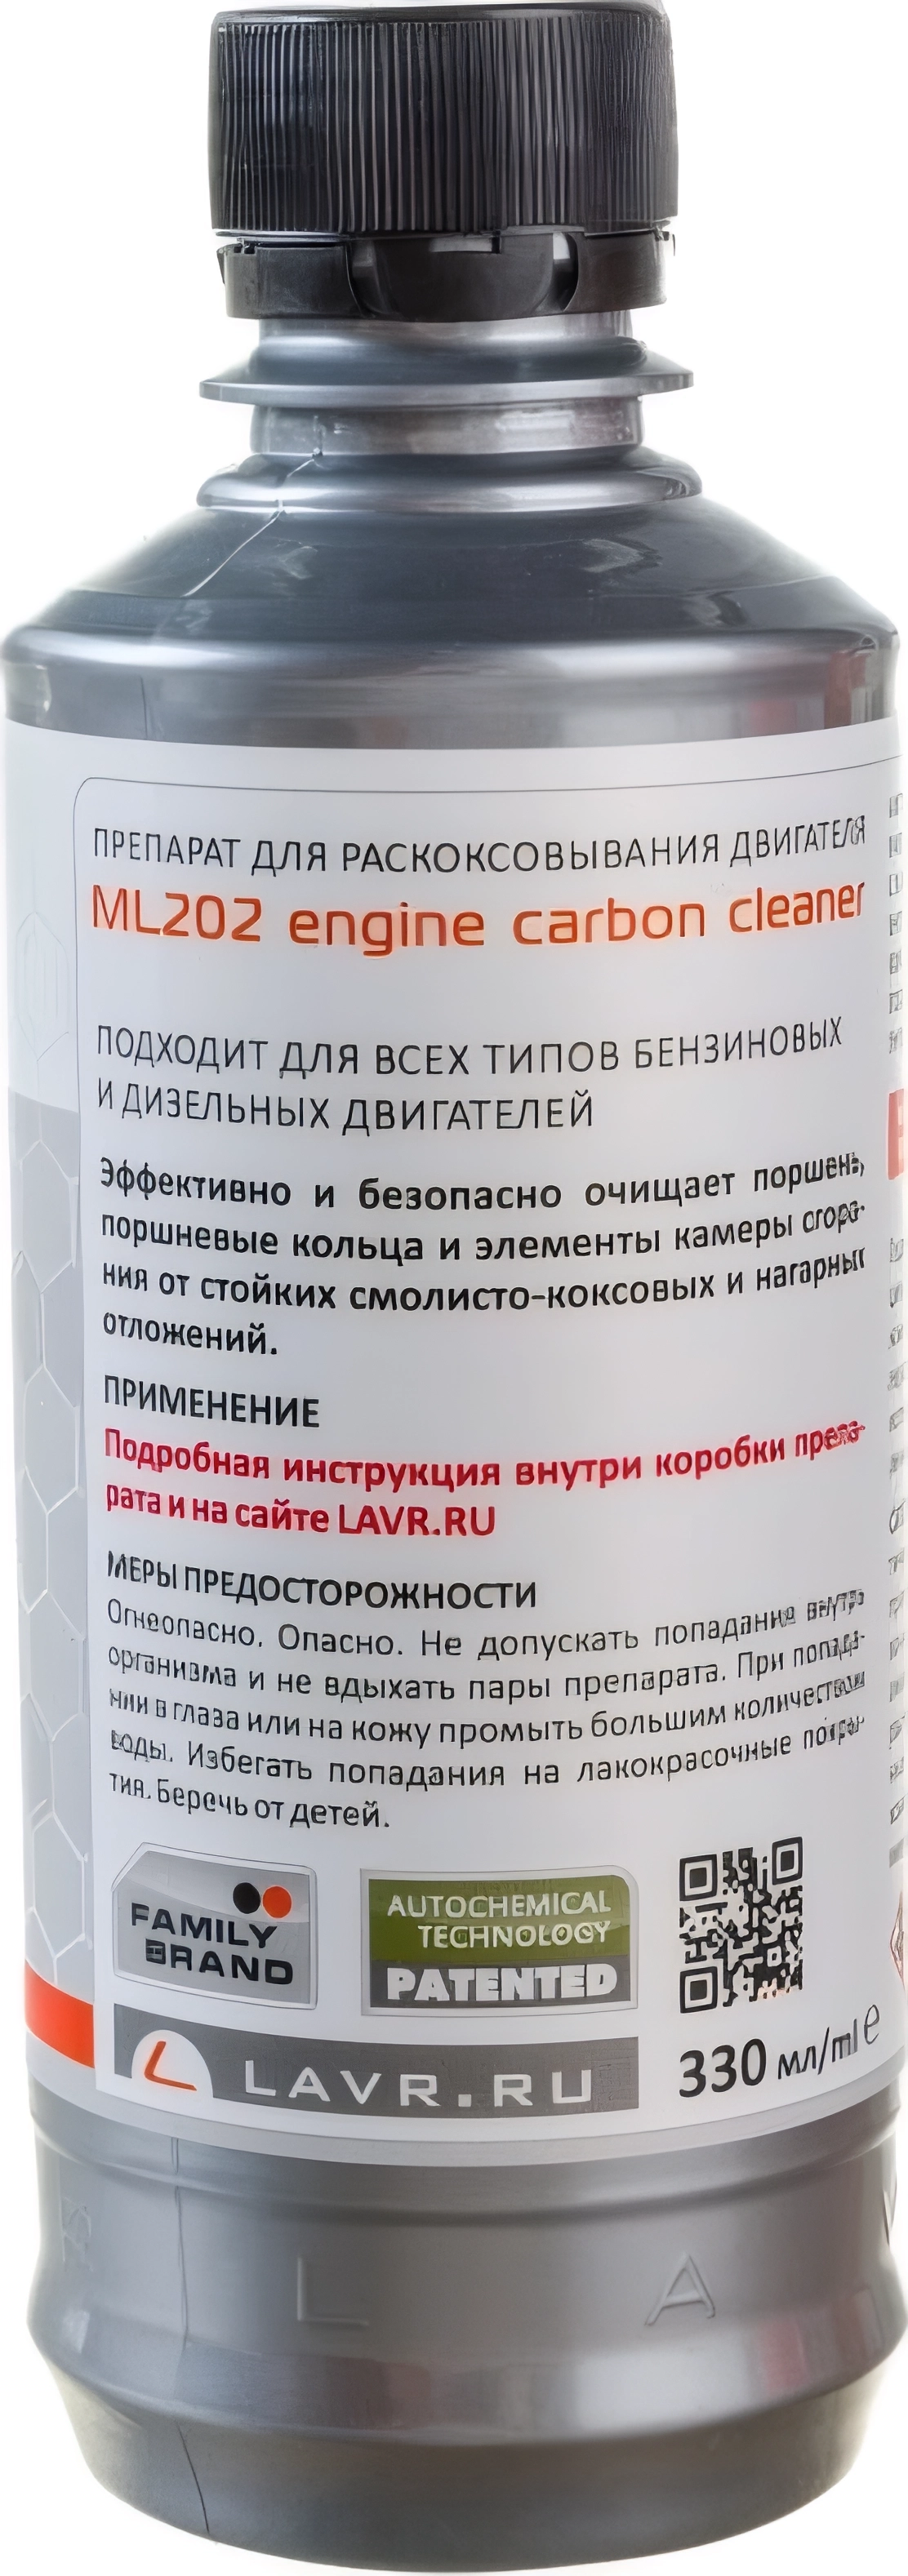 ПРЕПАРАТ ДЛЯ РАСКОКСОВЫВАНИЯ ДВИГАТЕЛЯ
ML202 engine carbon cleaner
ПОДХОДИТ ДЛЯ ВСЕХ ТИПОВ БЕНЗИНОВЫХ
И ДИЗЕЛЬНЫХ ДВИГАТЕЛЕЙ
Эффективно и безопасно очищает поршень,
поршневые кольца и элементы камеры сгора-
ния от стойких смолисто-коксовых и нагарных
отложений.
ПРИМЕНЕНИЕ
Подробная инструкция внутри коробки препа-
рата и на сайте LAVR.RU
МЕРЫ ПРЕДОСТОРОЖНОСТИ
Огнеопасно. Опасно. Не допускать попадания внутрь
организма и не вдыхать пары препарата. При попада-
нии в глаза или на кожу промыть большим количеством
воды. Избегать попадания на лакокрасочные покры-
тия. Беречь от детей.
FAMILY
BRAND
AUTOCHEMICAL
TECHNOLOGY
PATENTED
LAVR.RU
330 мл/ml e
L A